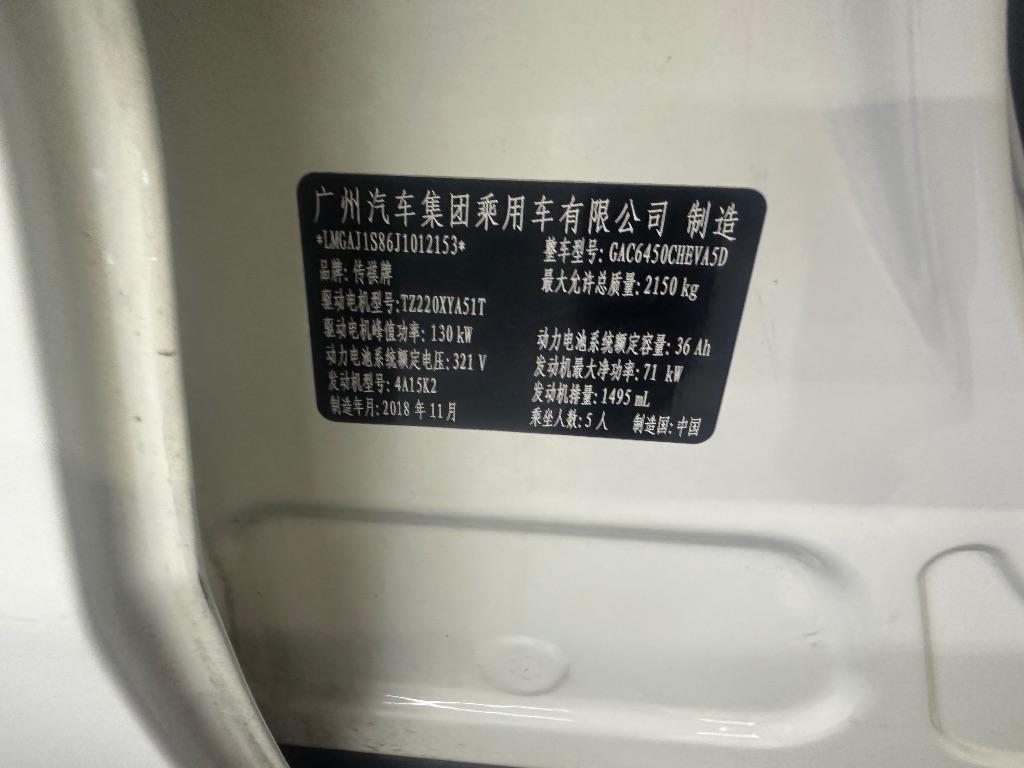 广州汽车集团乘用车有限公司 制造
*LMGAJ1S86J1012153*
整车型号: GAC6450CHEVA5D
品牌: 传祺牌
最大允许总质量: 2150 kg
驱动电机型号: TZ220XYA51T
驱动电机峰值功率: 130 kW
动力电池系统额定容量: 36 Ah
动力电池系统额定电压: 321 V
发动机最大净功率: 71 kW
发动机型号: 4A15K2
发动机排量: 1495 mL
制造年月: 2018 年 11 月
乘坐人数: 5 人 制造国: 中国